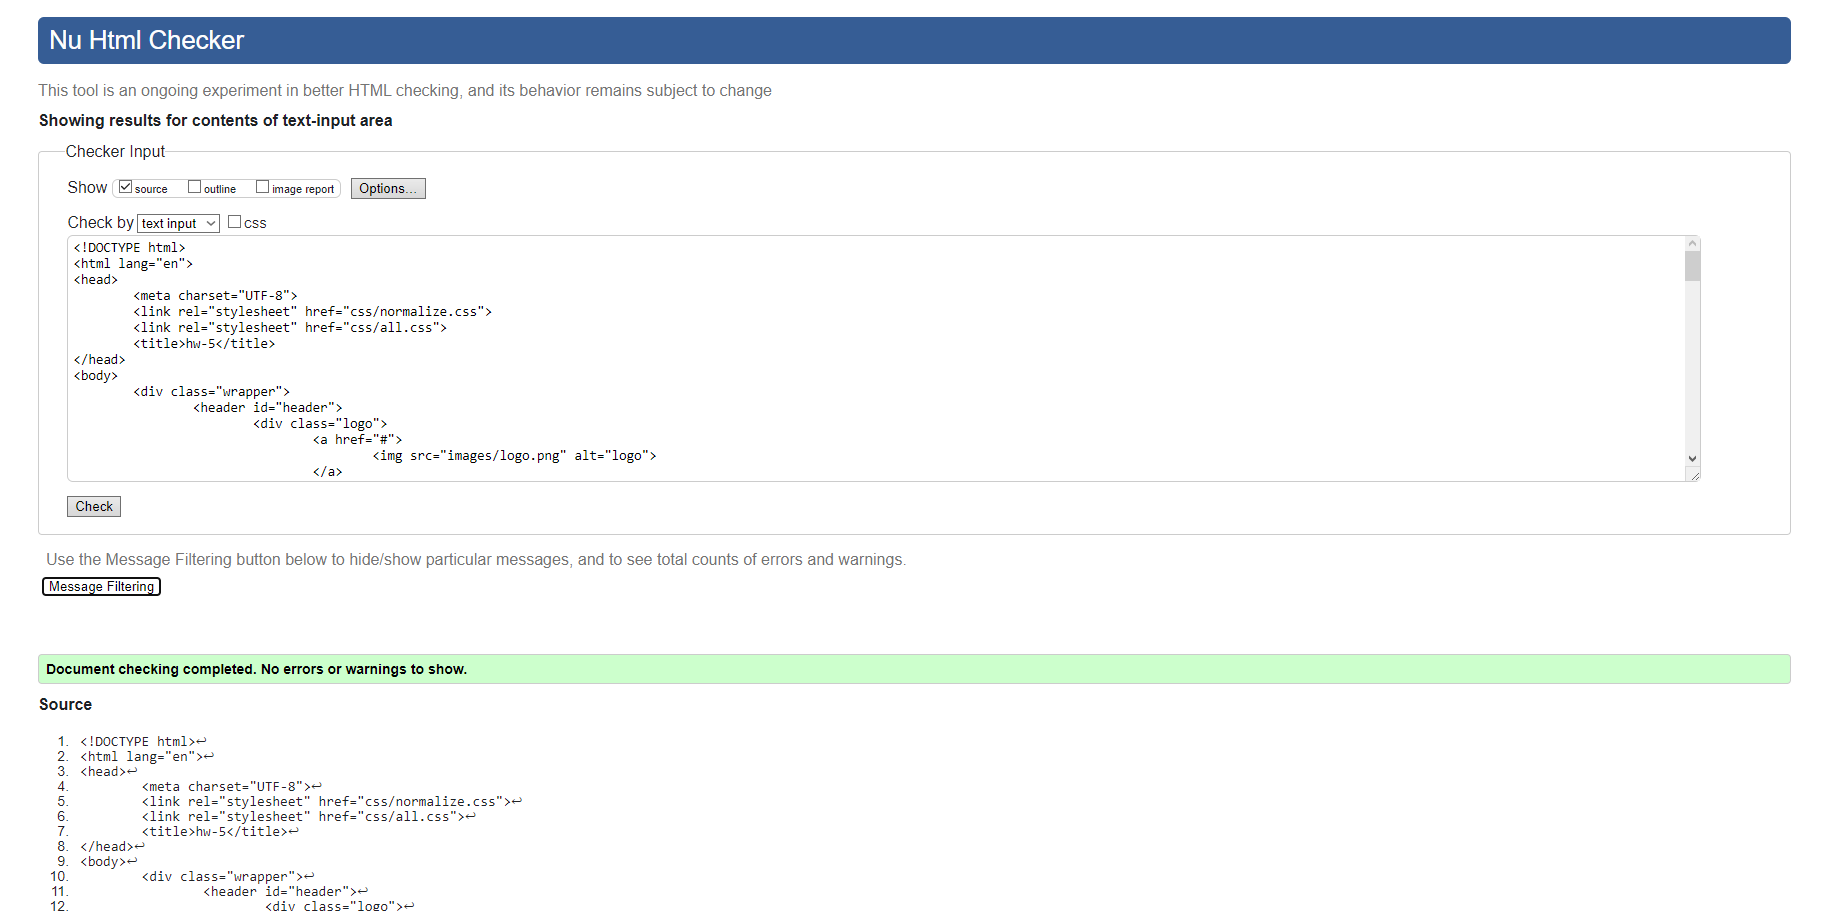 Nu Html Checker
This tool is an ongoing experiment in better HTML checking, and its behavior remains subject to change
Showing results for contents of text-input area
Checker Input
Show source outline image report Options...
Check by text input css
<!DOCTYPE html>
<html lang="en">
<head>
<meta charset="UTF-8">
<link rel="stylesheet" href="css/normalize.css">
<link rel="stylesheet" href="css/all.css">
<title>hw-5</title>
</head>
<body>
<div class="wrapper">
<header id="header">
<div class="logo">
<a href="#">
<img src="images/logo.png" alt="logo">
</a>
Check
Use the Message Filtering button below to hide/show particular messages, and to see total counts of errors and warnings.
Message Filtering
Document checking completed. No errors or warnings to show.
Source
1. <!DOCTYPE html>↩
2. <html lang="en">↩
3. <head>↩
4. <meta charset="UTF-8">↩
5. <link rel="stylesheet" href="css/normalize.css">↩
6. <link rel="stylesheet" href="css/all.css">↩
7. <title>hw-5</title>↩
8. </head>↩
9. <body>↩
10. <div class="wrapper">↩
11. <header id="header">↩
12. <div class="logo">↩